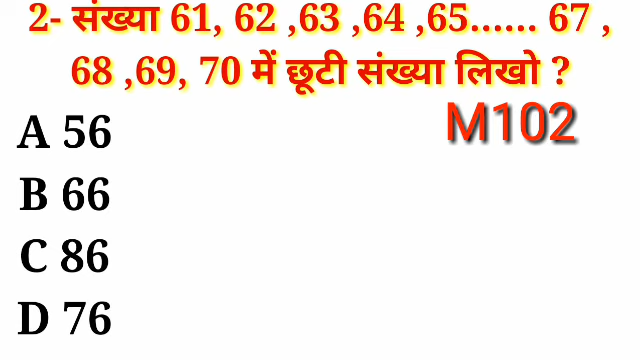 2- संख्या 61, 62 ,63 ,64 ,65...... 67 ,
68 ,69, 70 में छूटी संख्या लिखो ?
M102
A 56
B 66
C 86
D 76